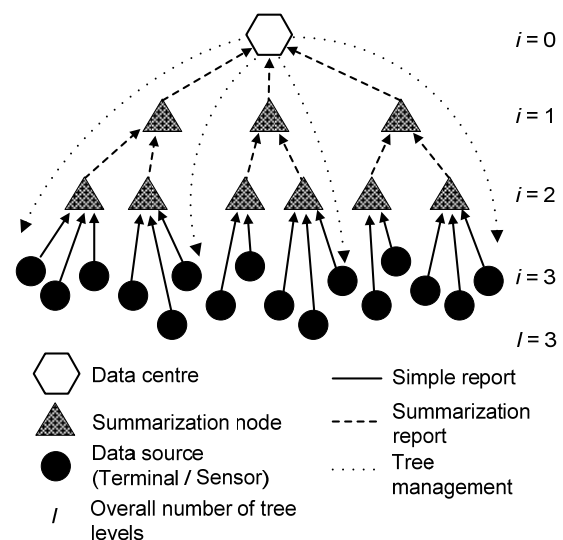 i = 0
i = 1
i = 2
i = 3
l = 3
Data centre
Summarization node
Data source
(Terminal / Sensor)
l Overall number of tree
levels
Simple report
Summarization
report
Tree
management